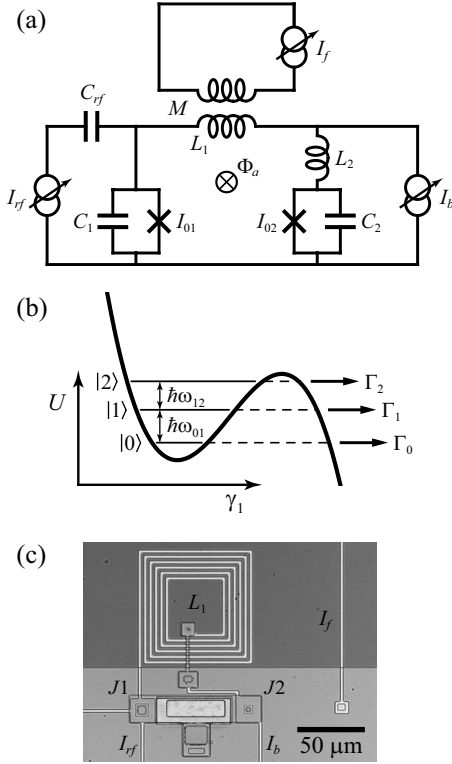 (a)
I_f
C_rf
M
L_1
Φ_a
L_2
I_rf
C_1
I_01
I_02
C_2
I_b
(b)
U
|2⟩
ħω_12
Γ_2
|1⟩
ħω_01
Γ_1
|0⟩
Γ_0
γ_1
(c)
L_1
I_f
J1
J2
I_rf
I_b
50 μm